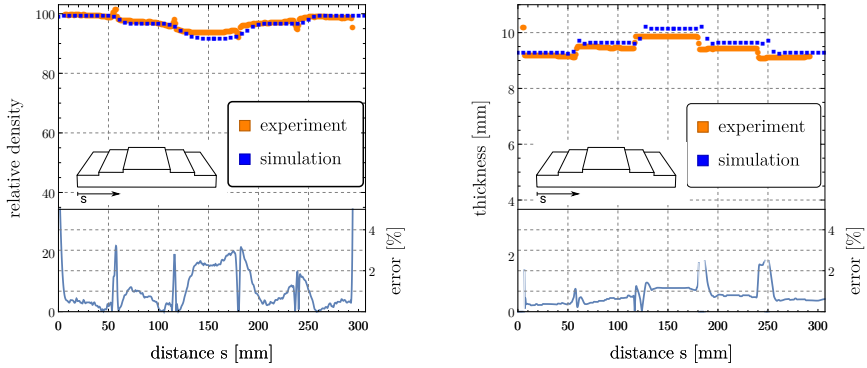 100
80
60
40
20
0
relative density
experiment
simulation
s
4
2
error [%]
0 50 100 150 200 250 300
distance s [mm]
10
8
6
4
2
0
thickness [mm]
experiment
simulation
s
4
2
error [%]
0 50 100 150 200 250 300
distance s [mm]